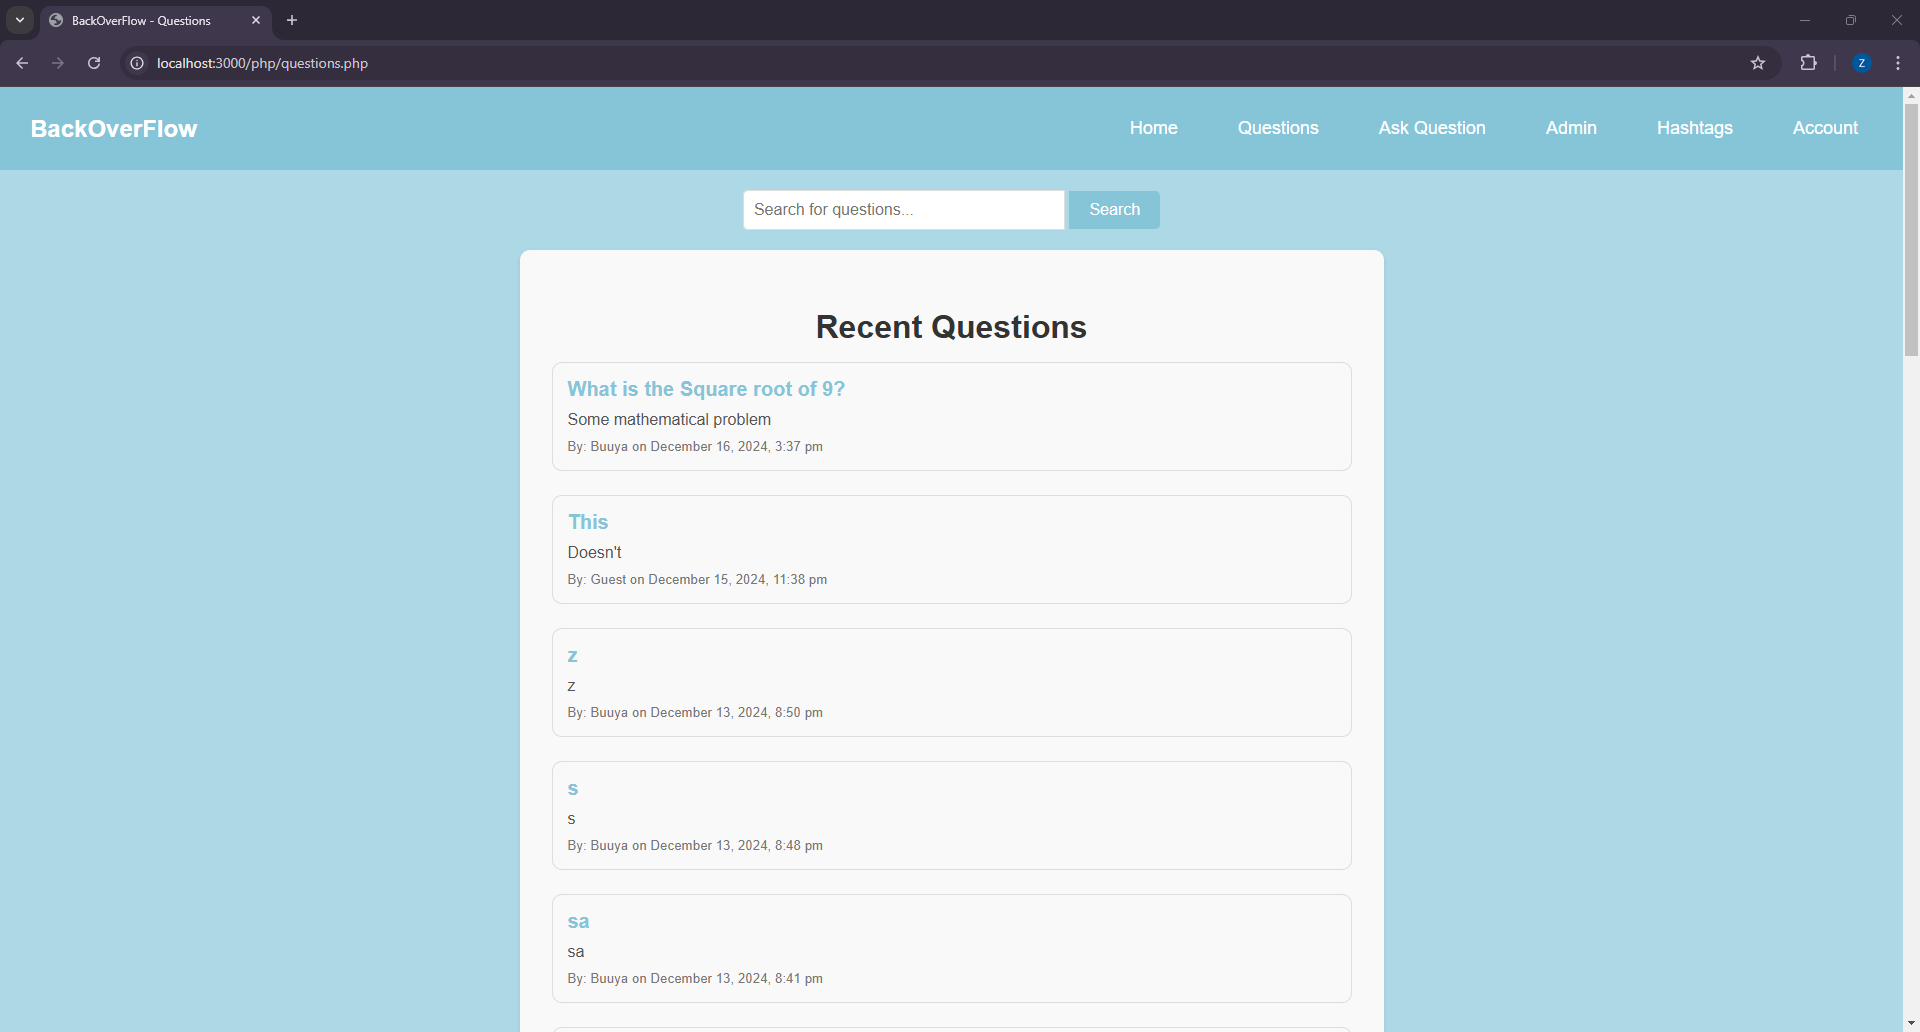 BackOverFlow - Questions
localhost:3000/php/questions.php
Z
BackOverFlow
Home Questions Ask Question Admin Hashtags Account
Search for questions... Search
Recent Questions
What is the Square root of 9?
Some mathematical problem
By: Buuya on December 16, 2024, 3:37 pm
This
Doesn't
By: Guest on December 15, 2024, 11:38 pm
z
z
By: Buuya on December 13, 2024, 8:50 pm
s
s
By: Buuya on December 13, 2024, 8:48 pm
sa
sa
By: Buuya on December 13, 2024, 8:41 pm